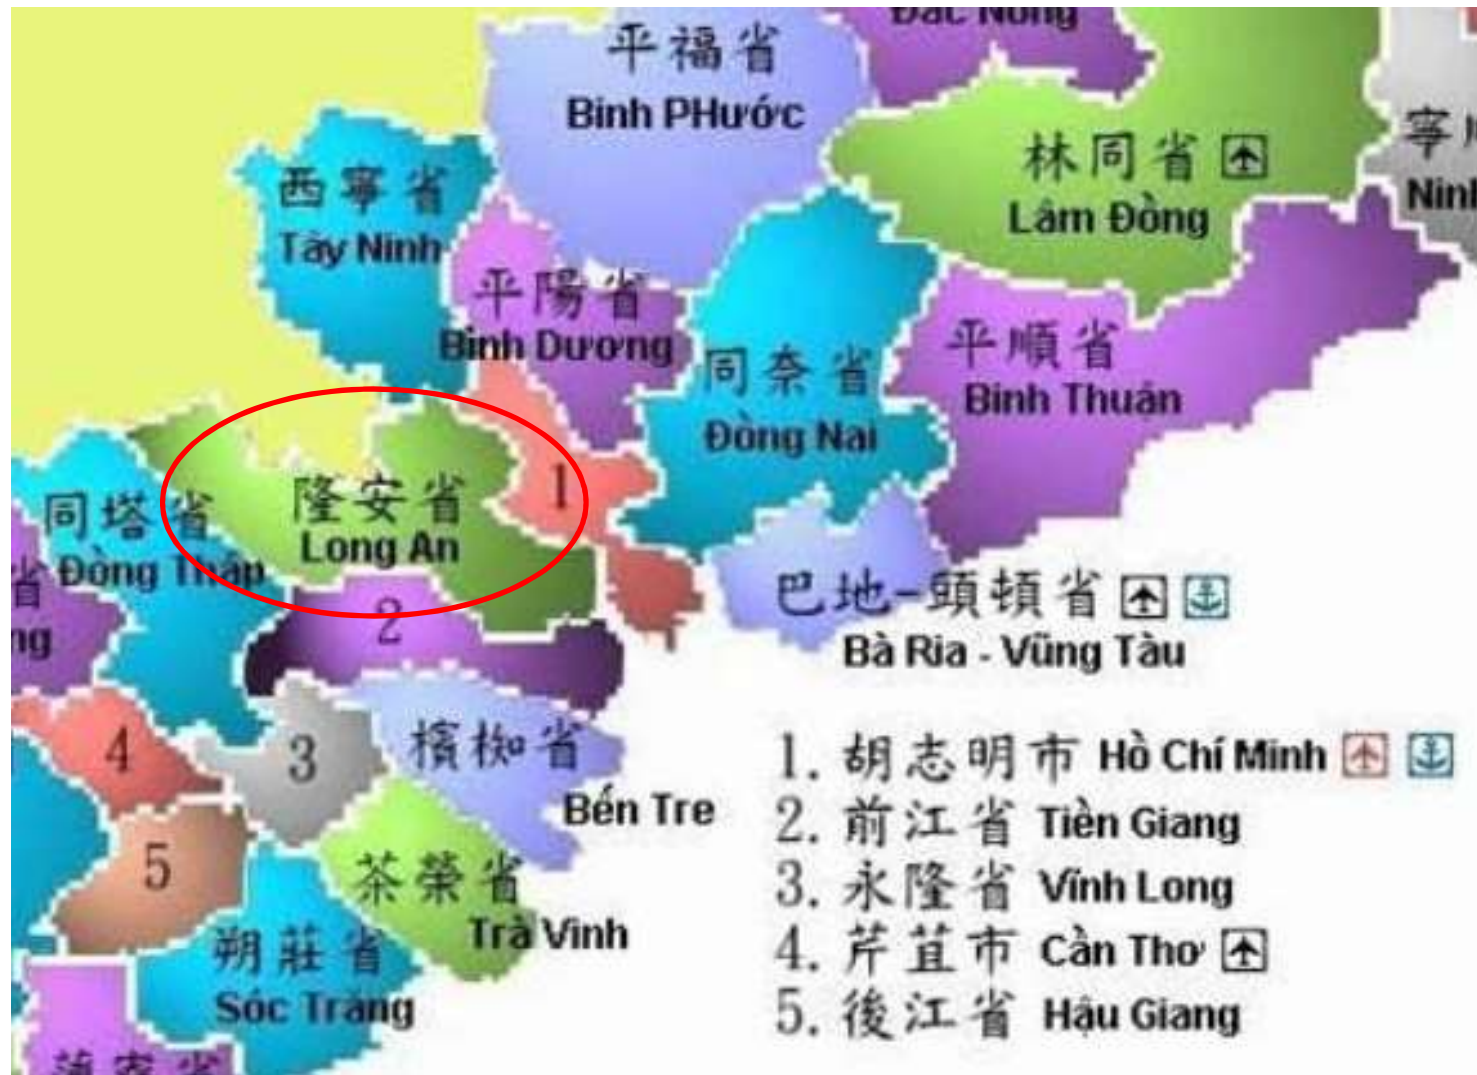 平福省
Bình PHước
林同省
Lâm Đồng
寧
西寧省
Tây Ninh
平陽省
Bình Dương
同奈省
Đồng Nai
平順省
Bình Thuận
隆安省
Long An
1
同塔省
Đồng Tháp
省
ng
2
巴地-頭頓省
Bà Rịa - Vũng Tàu
4
3
檳椥省
Bến Tre
5
茶榮省
Trà Vinh
朔莊省
Sóc Trăng
1. 胡志明市 Hồ Chí Minh
2. 前江省 Tiền Giang
3. 永隆省 Vĩnh Long
4. 芹苴市 Cần Thơ
5. 後江省 Hậu Giang